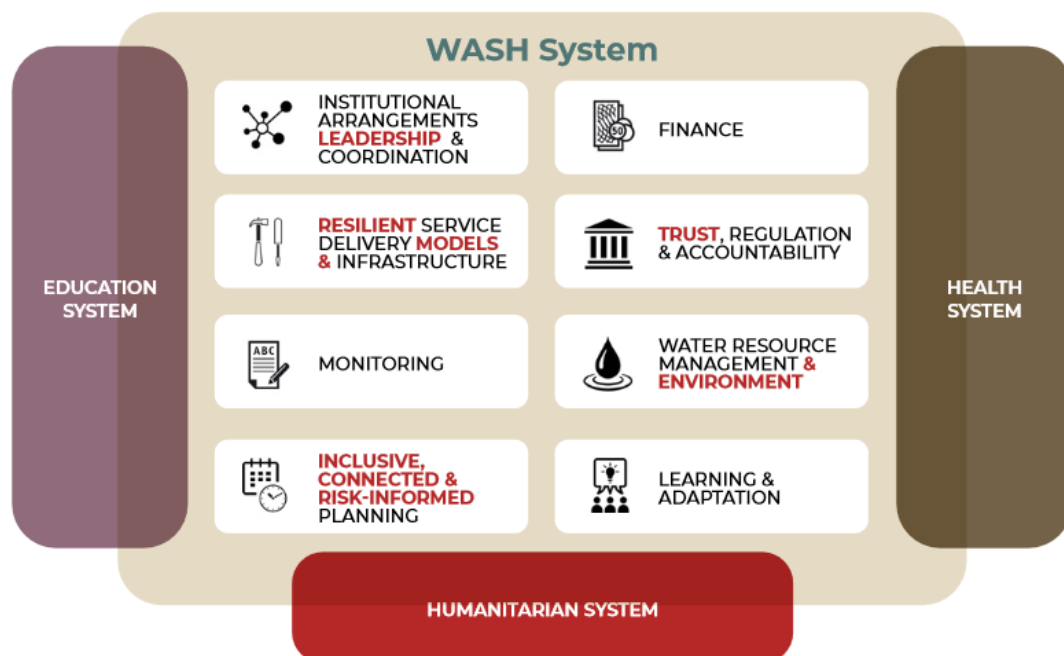 WASH System
INSTITUTIONAL
ARRANGEMENTS
LEADERSHIP &
COORDINATION
50
FINANCE
RESILIENT SERVICE
DELIVERY MODELS
& INFRASTRUCTURE
TRUST, REGULATION
& ACCOUNTABILITY
EDUCATION
SYSTEM
HEALTH
SYSTEM
ABC
MONITORING
WATER RESOURCE
MANAGEMENT &
ENVIRONMENT
INCLUSIVE,
CONNECTED &
RISK-INFORMED
PLANNING
LEARNING &
ADAPTATION
HUMANITARIAN SYSTEM